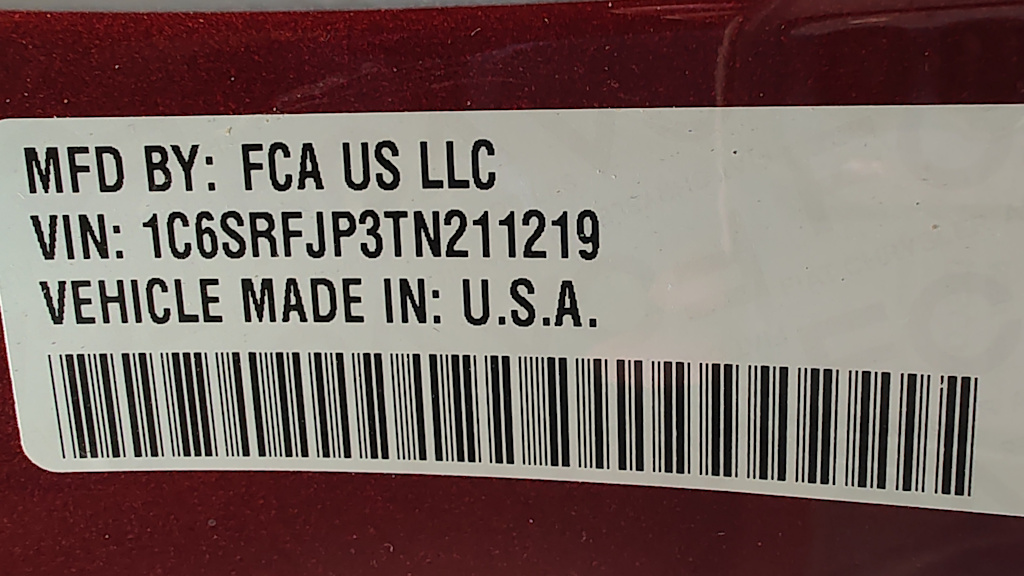 MFD BY: FCA US LLC
VIN: 1C6SRFJP3TN211219
VEHICLE MADE IN: U.S.A.